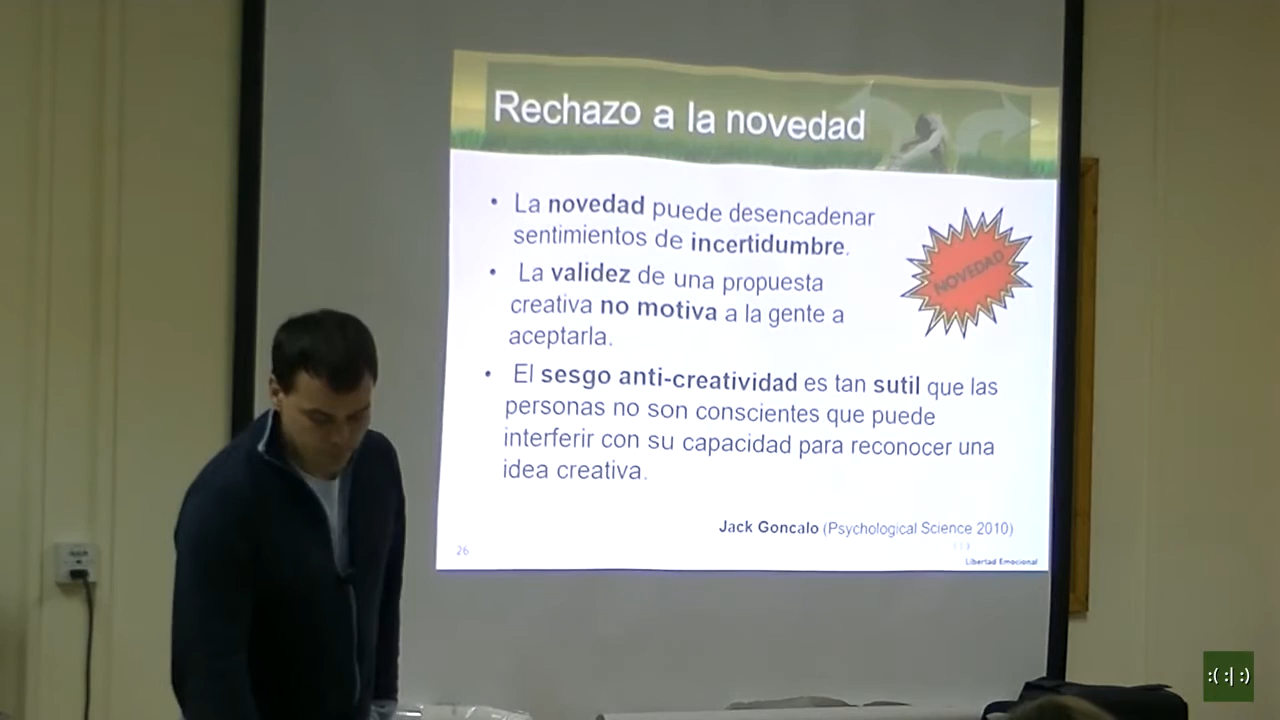 Rechazo a la novedad
• La novedad puede desencadenar
sentimientos de incertidumbre.
• La validez de una propuesta
creativa no motiva a la gente a
aceptarla.
NOVEDAD
• El sesgo anti-creatividad es tan sutil que las
personas no son conscientes que puede
interferir con su capacidad para reconocer una
idea creativa.
Jack Goncalo (Psychological Science 2010)
26
Libertad Emocional
:( :| :)